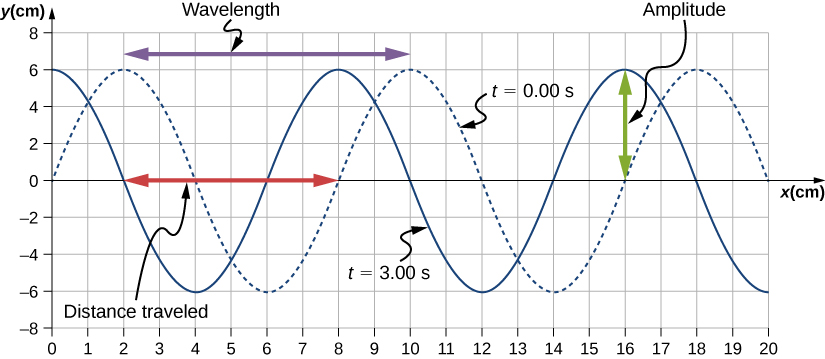 y(cm)
Wavelength
Amplitude
8
6
4
2
0
–2
–4
–6
–8
t = 0.00 s
x(cm)
t = 3.00 s
Distance traveled
0 1 2 3 4 5 6 7 8 9 10 11 12 13 14 15 16 17 18 19 20